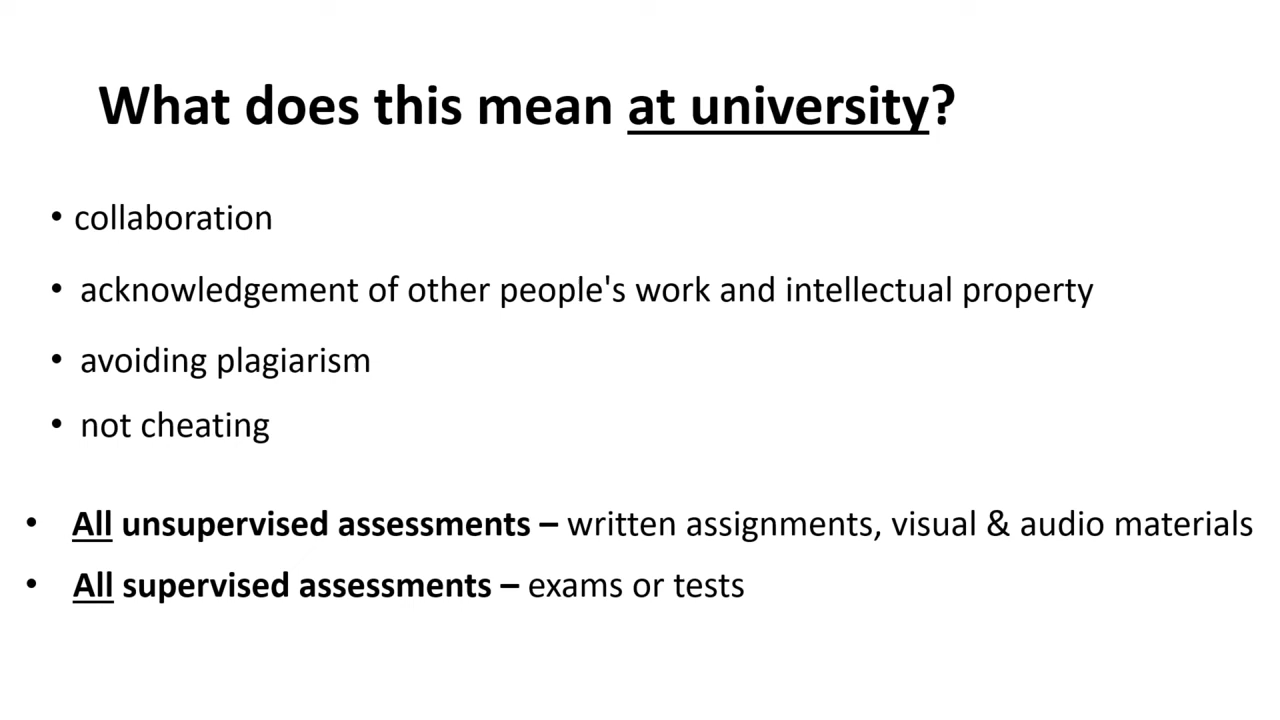 What does this mean at university?
• collaboration
• acknowledgement of other people's work and intellectual property
• avoiding plagiarism
• not cheating
• All unsupervised assessments – written assignments, visual & audio materials
• All supervised assessments – exams or tests